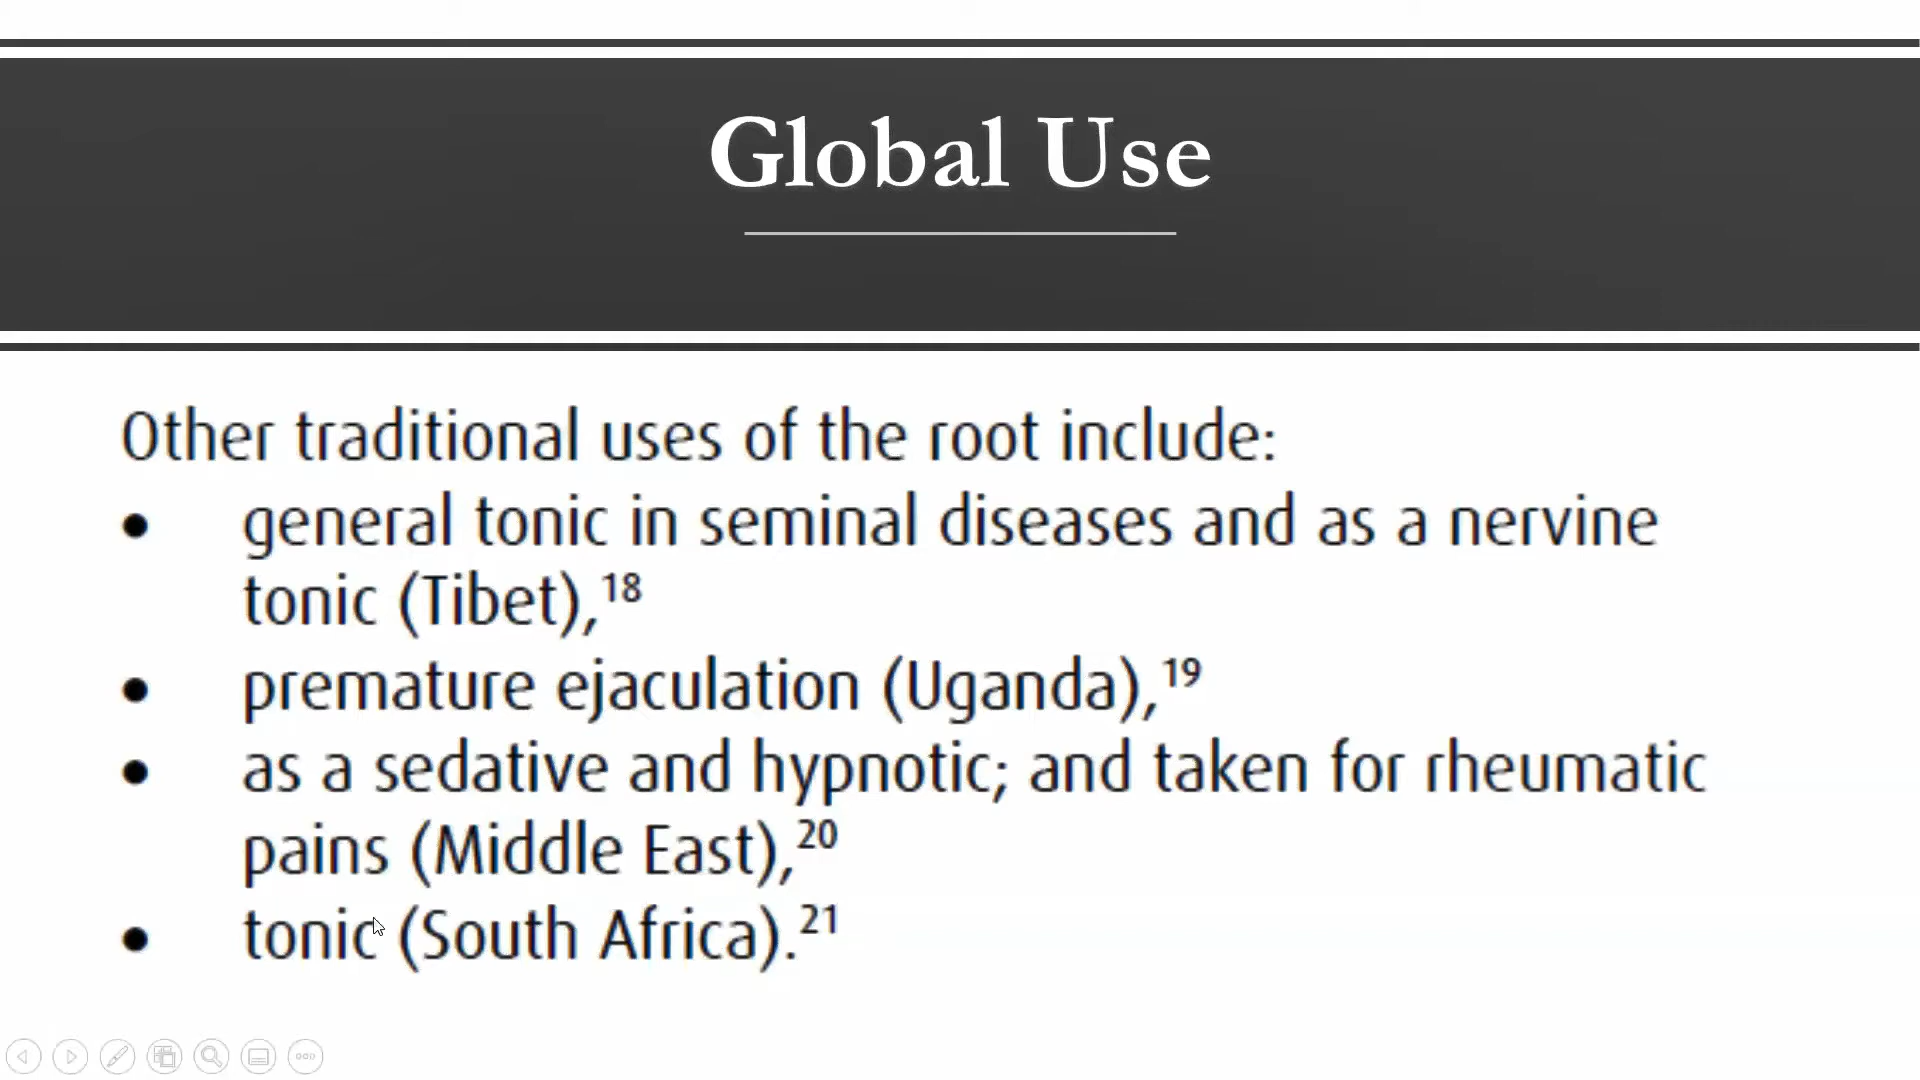 Global Use
Other traditional uses of the root include:
• general tonic in seminal diseases and as a nervine
tonic (Tibet),18
• premature ejaculation (Uganda),19
• as a sedative and hypnotic; and taken for rheumatic
pains (Middle East),20
• tonic (South Africa).21